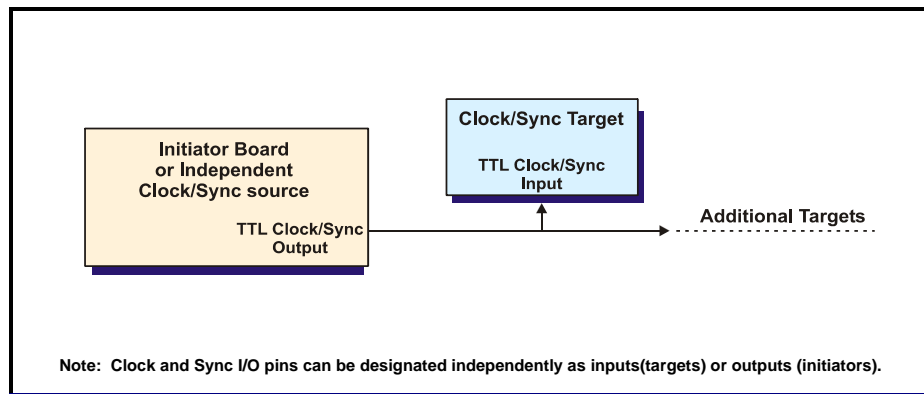 Initiator Board
or Independent
Clock/Sync source
TTL Clock/Sync
Output
Clock/Sync Target
TTL Clock/Sync
Input
Additional Targets
Note: Clock and Sync I/O pins can be designated independently as inputs(targets) or outputs (initiators).